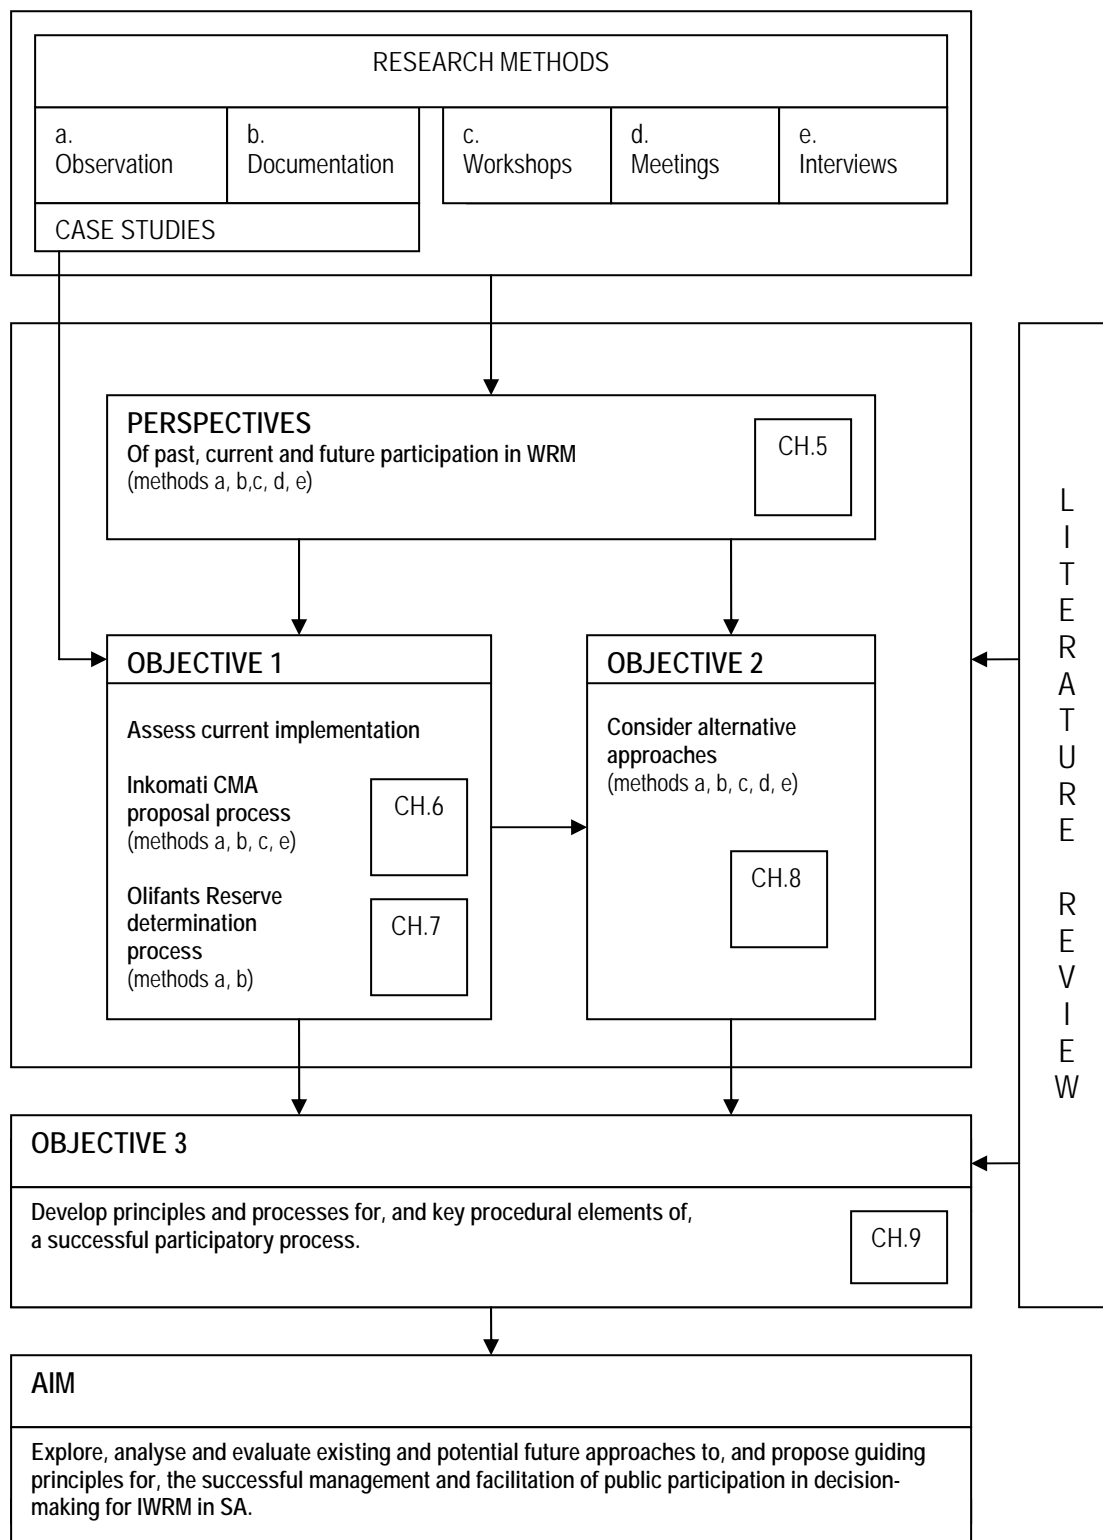 RESEARCH METHODS
a.
Observation
b.
Documentation
c.
Workshops
d.
Meetings
e.
Interviews
CASE STUDIES
PERSPECTIVES
Of past, current and future participation in WRM
(methods a, b,c, d, e)
CH.5
OBJECTIVE 1
Assess current implementation
Inkomati CMA
proposal process
(methods a, b, c, e)
CH.6
Olifants Reserve
determination
process
(methods a, b)
CH.7
OBJECTIVE 2
Consider alternative
approaches
(methods a, b, c, d, e)
CH.8
LITERATURE REVIEW
OBJECTIVE 3
Develop principles and processes for, and key procedural elements of,
a successful participatory process.
CH.9
AIM
Explore, analyse and evaluate existing and potential future approaches to, and propose guiding
principles for, the successful management and facilitation of public participation in decision-
making for IWRM in SA.